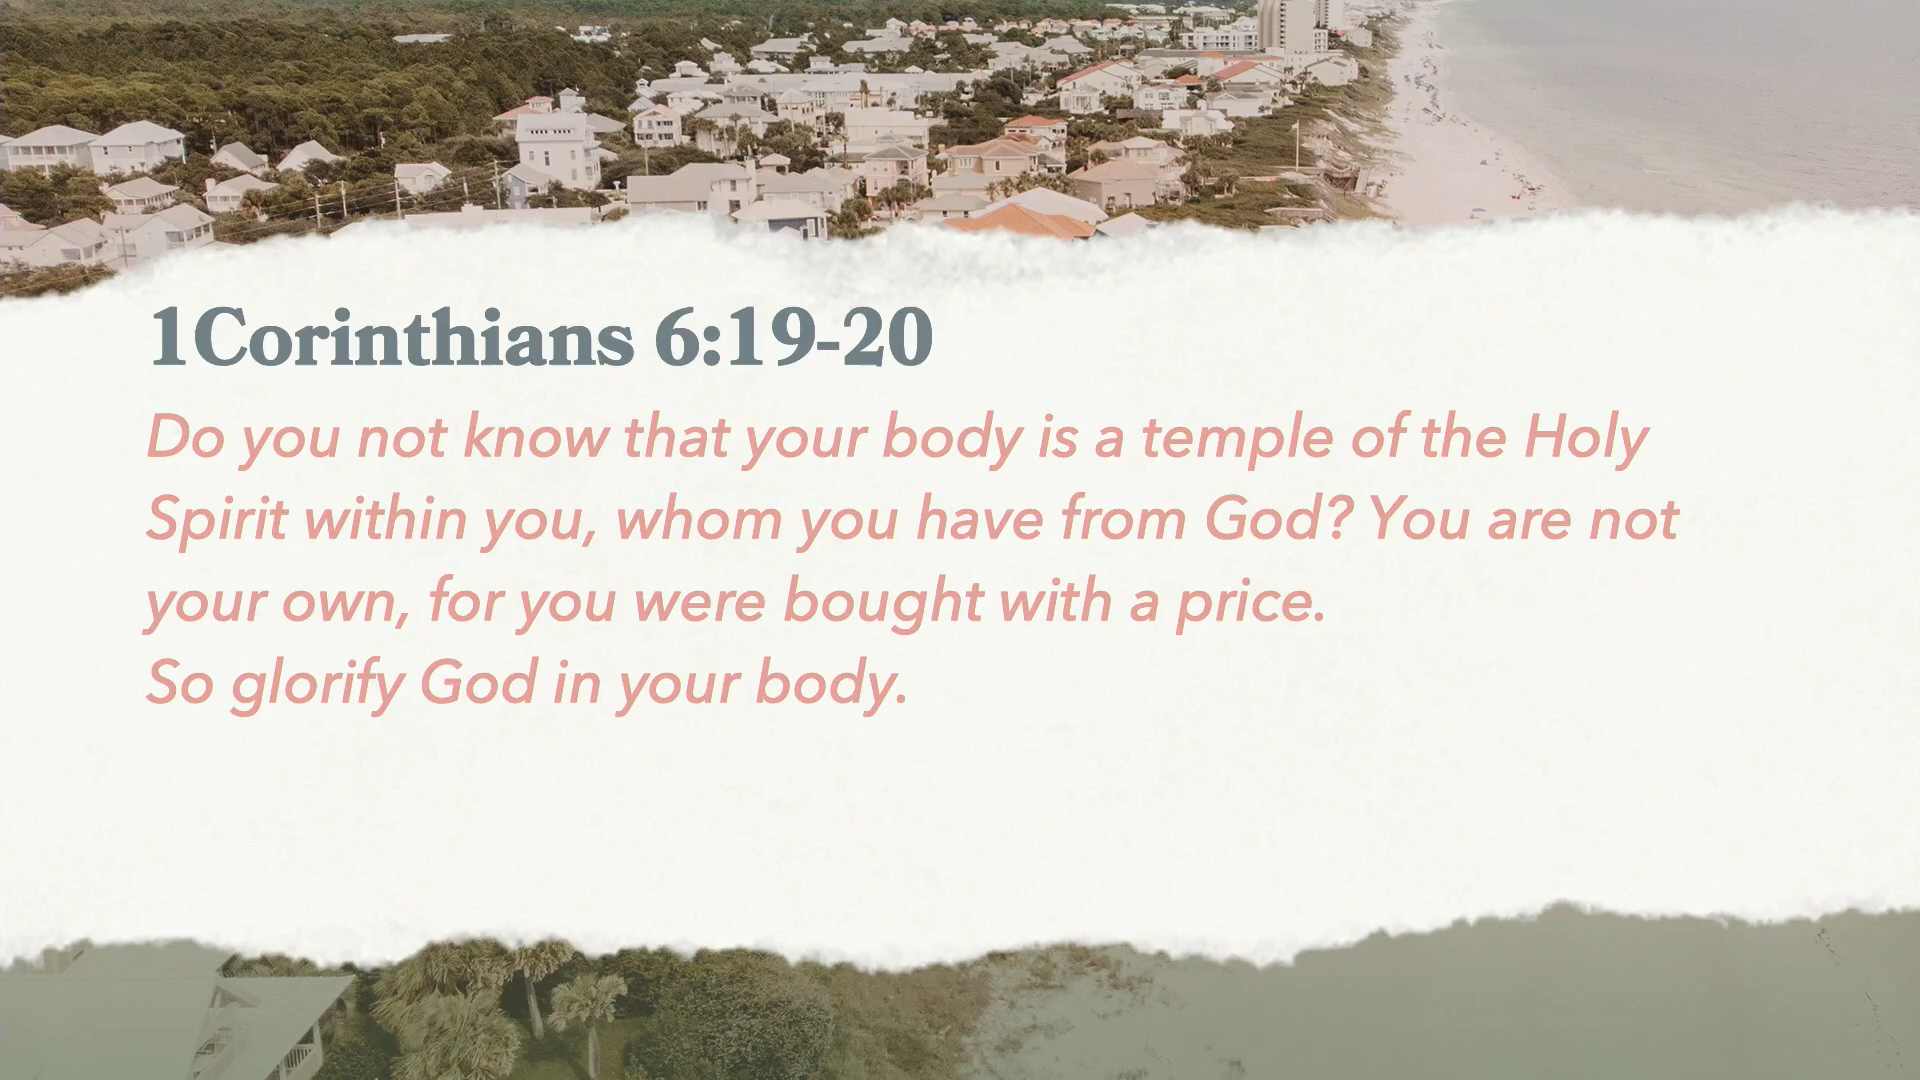 1Corinthians 6:19-20
Do you not know that your body is a temple of the Holy
Spirit within you, whom you have from God? You are not
your own, for you were bought with a price.
So glorify God in your body.